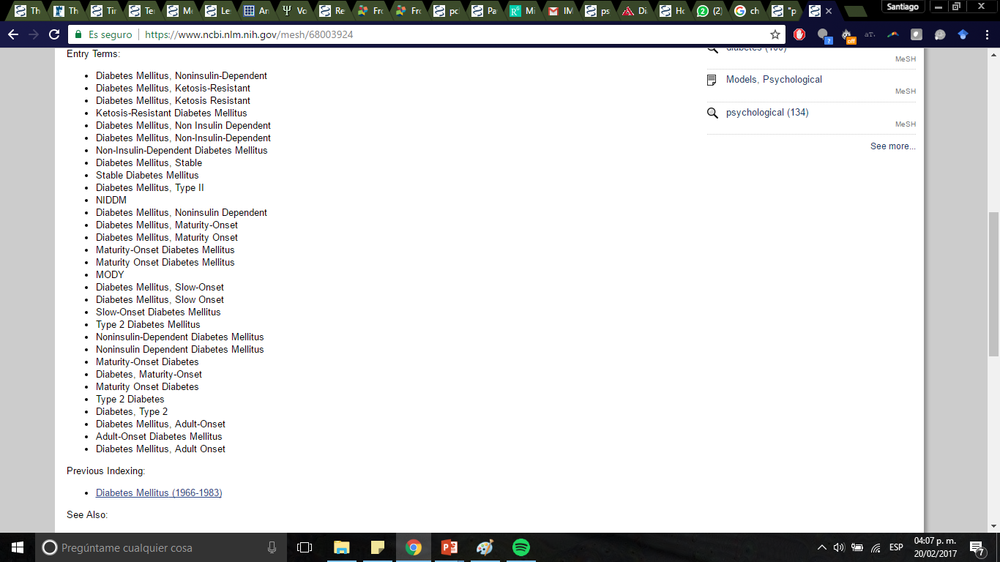 Th Th Tir Te Me Le An Vo Re Fro Fro pc Pa Mi IM ps Di Ho (2) ch "p Santiago
Es seguro https://www.ncbi.nlm.nih.gov/mesh/68003924
Entry Terms:
Diabetes Mellitus, Noninsulin-Dependent
Diabetes Mellitus, Ketosis-Resistant
Diabetes Mellitus, Ketosis Resistant
Ketosis-Resistant Diabetes Mellitus
Diabetes Mellitus, Non Insulin Dependent
Diabetes Mellitus, Non-Insulin-Dependent
Non-Insulin-Dependent Diabetes Mellitus
Diabetes Mellitus, Stable
Stable Diabetes Mellitus
Diabetes Mellitus, Type II
NIDDM
Diabetes Mellitus, Noninsulin Dependent
Diabetes Mellitus, Maturity-Onset
Diabetes Mellitus, Maturity Onset
Maturity-Onset Diabetes Mellitus
Maturity Onset Diabetes Mellitus
MODY
Diabetes Mellitus, Slow-Onset
Diabetes Mellitus, Slow Onset
Slow-Onset Diabetes Mellitus
Type 2 Diabetes Mellitus
Noninsulin-Dependent Diabetes Mellitus
Noninsulin Dependent Diabetes Mellitus
Maturity-Onset Diabetes
Diabetes, Maturity-Onset
Maturity Onset Diabetes
Type 2 Diabetes
Diabetes, Type 2
Diabetes Mellitus, Adult-Onset
Adult-Onset Diabetes Mellitus
Diabetes Mellitus, Adult Onset
Previous Indexing:
Diabetes Mellitus (1966-1983)
See Also:
MeSH
Models, Psychological
MeSH
psychological (134)
MeSH
See more...
Pregúntame cualquier cosa
ESP
04:07 p. m.
20/02/2017
7